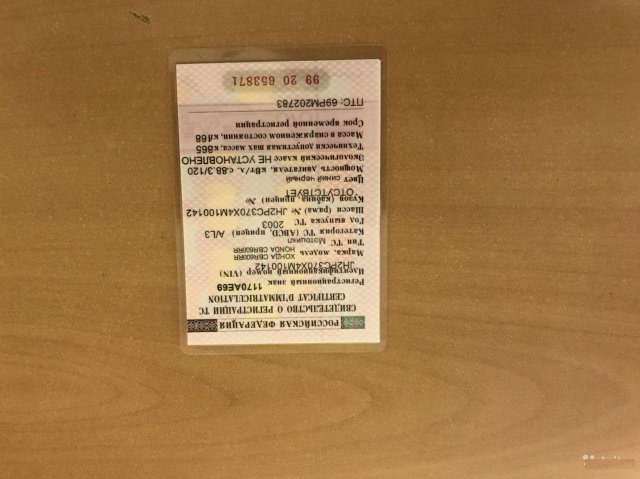 РОССИЙСКАЯ ФЕДЕРАЦИЯ
СВИДЕТЕЛЬСТВО О РЕГИСТРАЦИИ ТС
CERTIFICAT D'IMMATRICULATION
Регистрационный знак 1170АЕ69
Идентификационный номер (VIN)
JH2PC370X4M100142
Марка, модель ХОНДА CBR600RR
HONDA CBR600RR
Тип ТС Мотоцикл
Категория ТС (ABCD, прицеп) A/L3
Год выпуска ТС 2003
Шасси (рама) № JH2PC370X4M100142
Кузов (кабина, прицеп) №
ОТСУТСТВУЕТ
Цвет СИНИЙ ЧЕРНЫЙ
Мощность двигателя, кВт/л. с. 88.3/120
Экологический класс НЕ УСТАНОВЛЕНО
Технически допустимая max масса, кг 365
Масса в снаряженном состоянии, кг 168
Срок временной регистрации
ПТС: 69РМ202783
99 20 653871